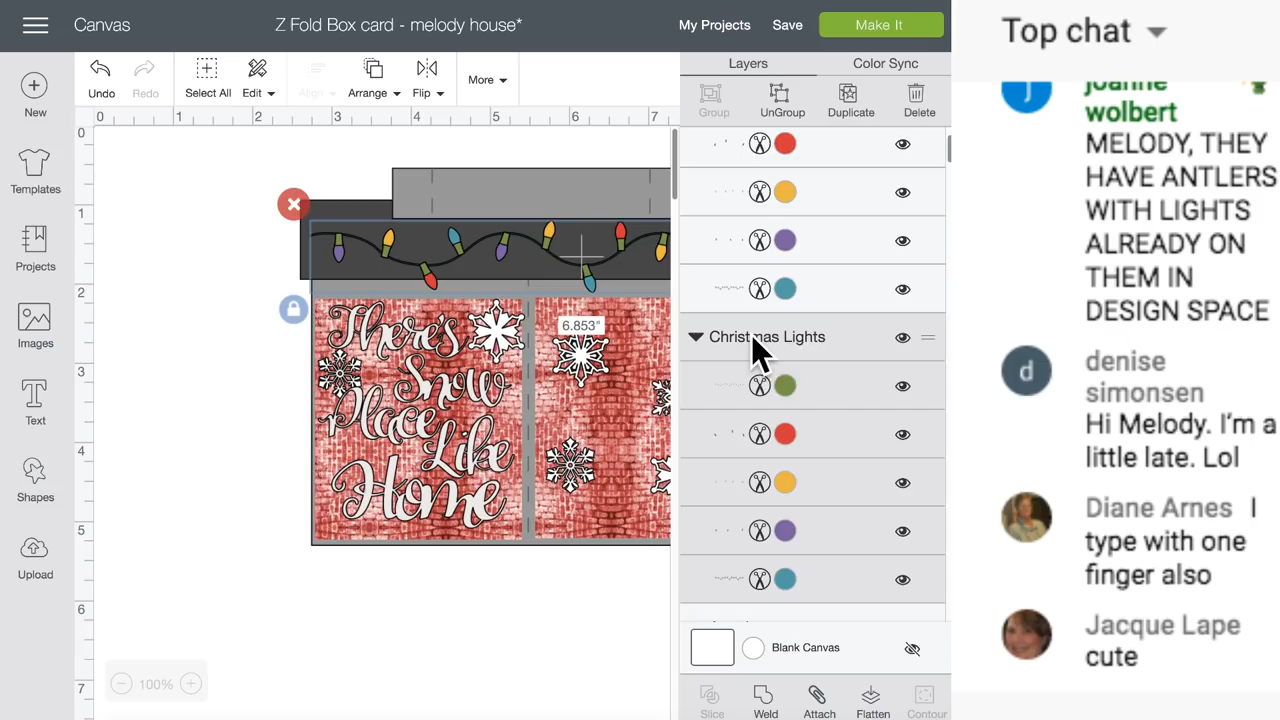 Canvas
Z Fold Box card - melody house*
My Projects
Save
Make It
New
Templates
Projects
Images
Text
Shapes
Upload
Undo
Redo
Select All
Edit
Align
Arrange
Flip
More
0 1 2 3 4 5 6 7
0
1
2
3
4
5
6
7
There's
Snow
Place
Like
Home
6.853"
100%
Layers
Color Sync
Group
UnGroup
Duplicate
Delete
Christmas Lights
Blank Canvas
Slice
Weld
Attach
Flatten
Contour
Top chat
J
joanne
wolbert
MELODY, THEY
HAVE ANTLERS
WITH LIGHTS
ALREADY ON
THEM IN
DESIGN SPACE
d
denise
simonsen
Hi Melody. I'm a
little late. Lol
Diane Arnes I
type with one
finger also
Jacque Lape
cute